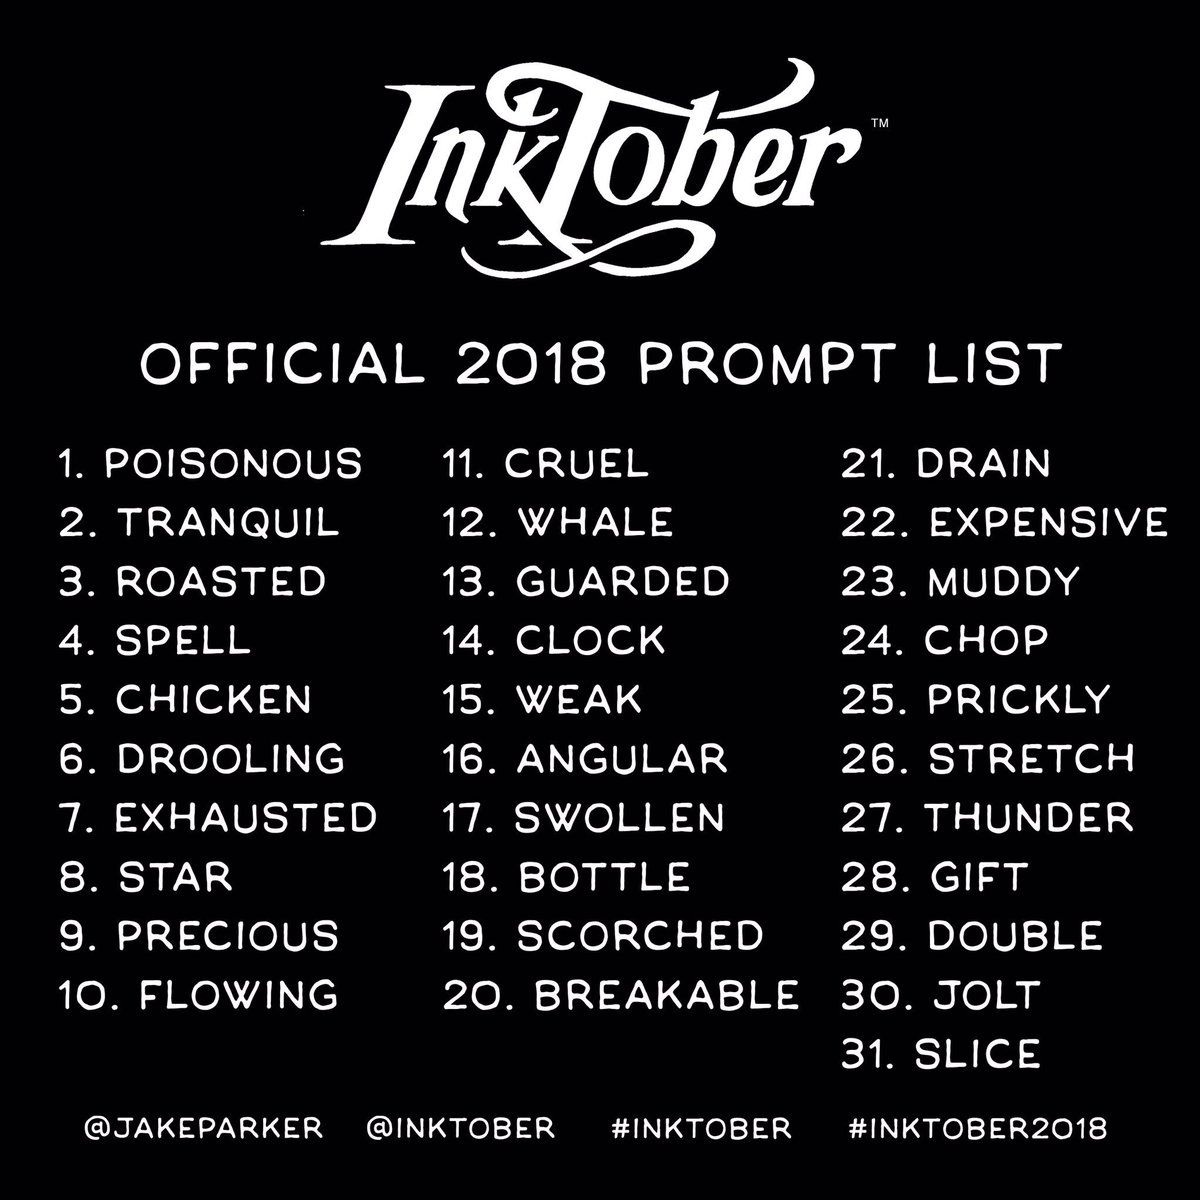 InkTober™
OFFICIAL 2018 PROMPT LIST
1. POISONOUS
2. TRANQUIL
3. ROASTED
4. SPELL
5. CHICKEN
6. DROOLING
7. EXHAUSTED
8. STAR
9. PRECIOUS
10. FLOWING
11. CRUEL
12. WHALE
13. GUARDED
14. CLOCK
15. WEAK
16. ANGULAR
17. SWOLLEN
18. BOTTLE
19. SCORCHED
20. BREAKABLE
21. DRAIN
22. EXPENSIVE
23. MUDDY
24. CHOP
25. PRICKLY
26. STRETCH
27. THUNDER
28. GIFT
29. DOUBLE
30. JOLT
31. SLICE
@JAKEPARKER @INKTOBER #INKTOBER #INKTOBER2018